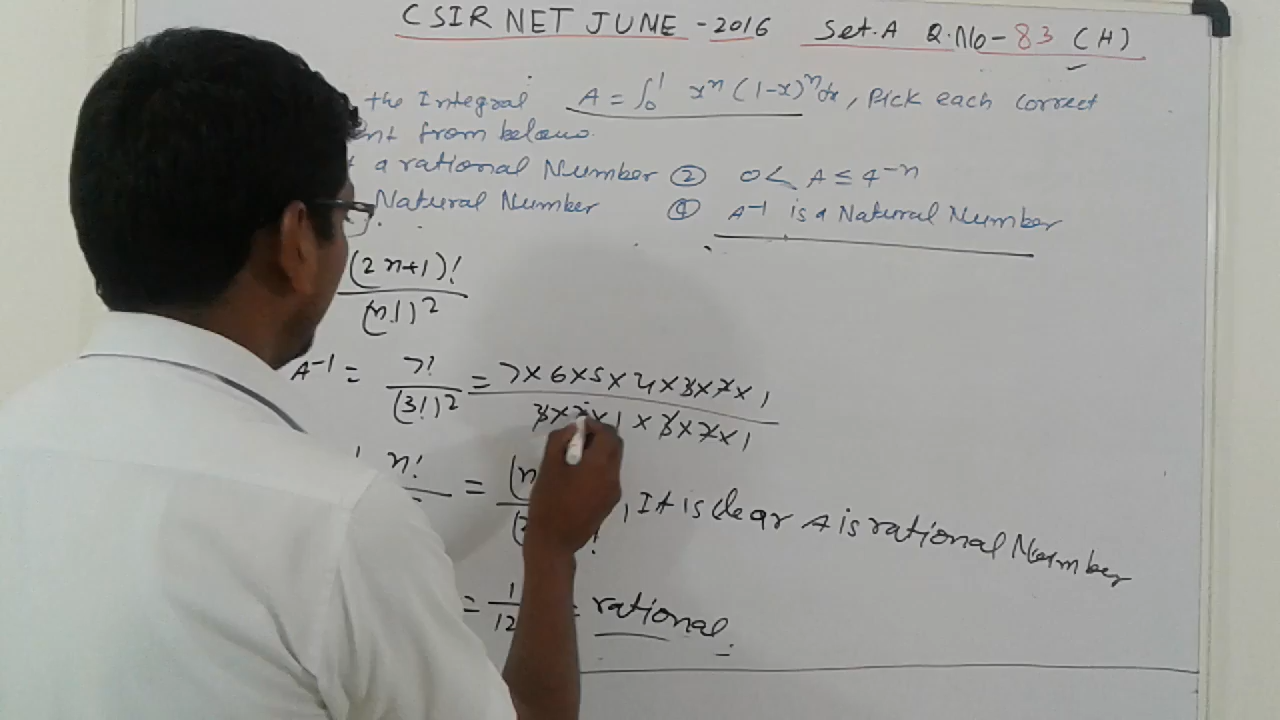 CSIR NET JUNE - 2016 Set.A Q.No - 83 (H)
the Integral A = ∫₀¹ xⁿ (1-x)ⁿ dx, Pick each correct
ent from below.
a rational Number ② 0 < A ≤ 4⁻ⁿ
Natural Number ④ A⁻¹ is a Natural Number
(2n+1)! / (n!)²
A⁻¹ = 7! / (3!)² = 7×6×5×4×3×2×1 / 3×2×1×3×2×1
n! = (n , It is clear A is rational Number
= 1/12 = rational.